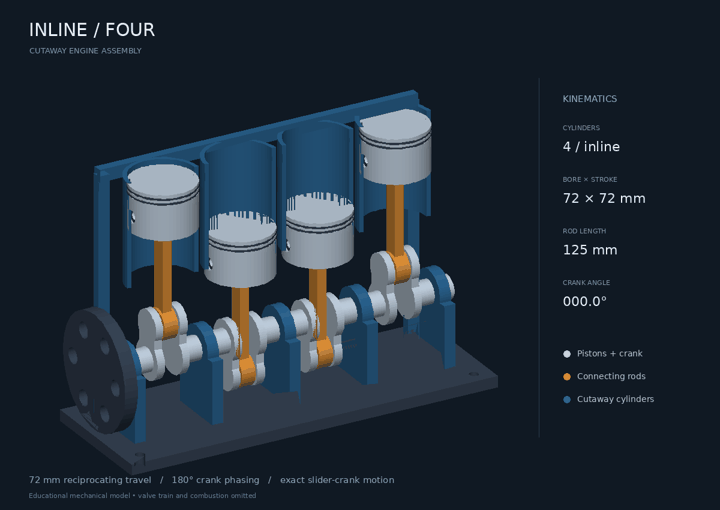 INLINE / FOUR
CUTAWAY ENGINE ASSEMBLY
KINEMATICS
CYLINDERS
4 / inline
BORE × STROKE
72 × 72 mm
ROD LENGTH
125 mm
CRANK ANGLE
000.0°
Pistons + crank
Connecting rods
Cutaway cylinders
72 mm reciprocating travel / 180° crank phasing / exact slider-crank motion
Educational mechanical model • valve train and combustion omitted